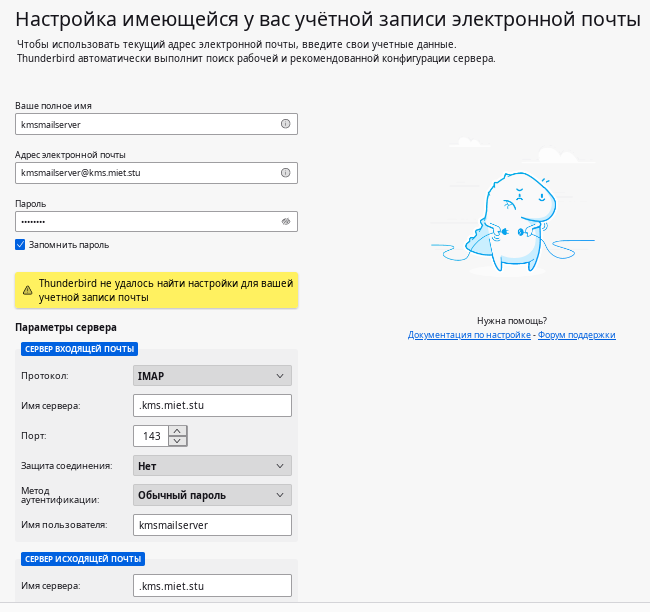 Настройка имеющейся у вас учётной записи электронной почты
Чтобы использовать текущий адрес электронной почты, введите свои учетные данные.
Thunderbird автоматически выполнит поиск рабочей и рекомендованной конфигурации сервера.
Ваше полное имя
kmsmailserver
Адрес электронной почты
kmsmailserver@kms.miet.stu
Пароль
••••••••
Запомнить пароль
Thunderbird не удалось найти настройки для вашей
учетной записи почты
Нужна помощь?
Документация по настройке - Форум поддержки
Параметры сервера
СЕРВЕР ВХОДЯЩЕЙ ПОЧТЫ
Протокол: IMAP
Имя сервера: .kms.miet.stu
Порт: 143
Защита соединения: Нет
Метод
аутентификации: Обычный пароль
Имя пользователя: kmsmailserver
СЕРВЕР ИСХОДЯЩЕЙ ПОЧТЫ
Имя сервера: .kms.miet.stu